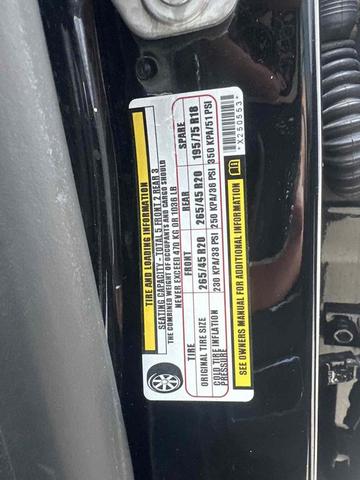 TIRE AND LOADING INFORMATION
SEATING CAPACITY - TOTAL 5 FRONT 2 REAR 3
THE COMBINED WEIGHT OF OCCUPANTS AND CARGO SHOULD
NEVER EXCEED 470 KG OR 1036 LB
TIRE FRONT REAR SPARE
ORIGINAL TIRE SIZE 265/45 R20 265/45 R20 195/75 R18
COLD TIRE INFLATION PRESSURE 230 KPA/33 PSI 250 KPA/36 PSI 350 KPA/51 PSI
SEE OWNERS MANUAL FOR ADDITIONAL INFORMATION
*X250553*